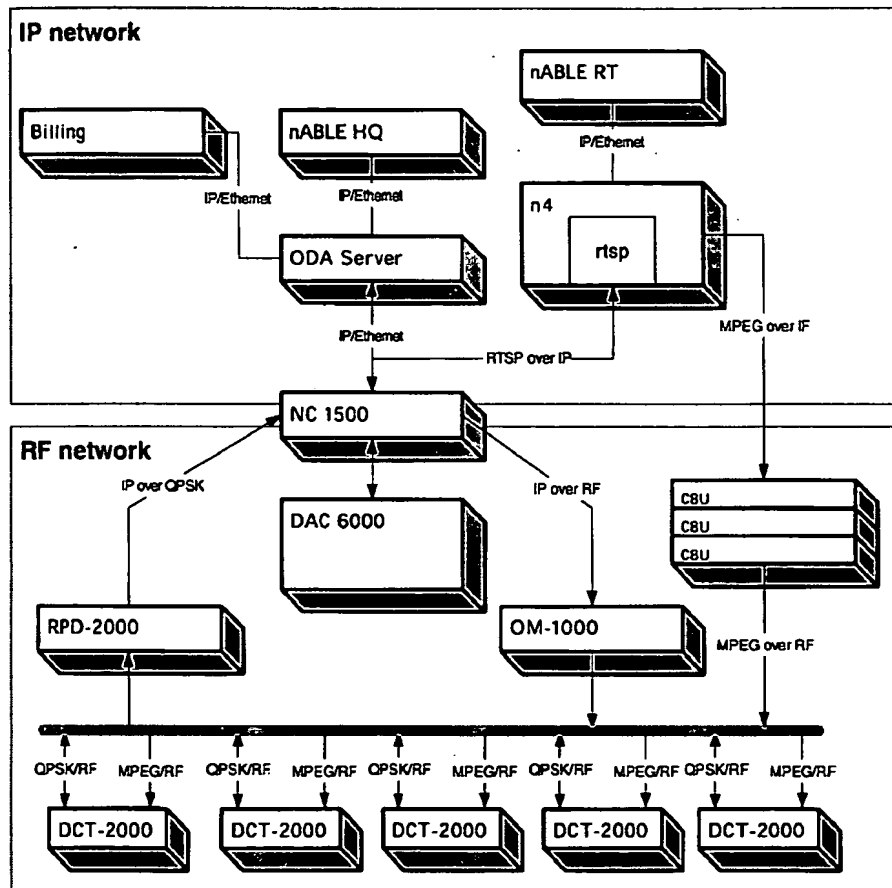 IP network
nABLE RT
Billing
nABLE HQ
IP/Ethernet
n4
IP/Ethernet
IP/Ethernet
ODA Server
rtsp
MPEG over IF
IP/Ethernet
RTSP over IP
NC 1500
RF network
IP over QPSK
IP over RF
DAC 6000
C8U
C8U
C8U
RPD-2000
OM-1000
MPEG over RF
QPSK/RF MPEG/RF QPSK/RF MPEG/RF QPSK/RF MPEG/RF QPSK/RF MPEG/RF QPSK/RF MPEG/RF
DCT-2000 DCT-2000 DCT-2000 DCT-2000 DCT-2000